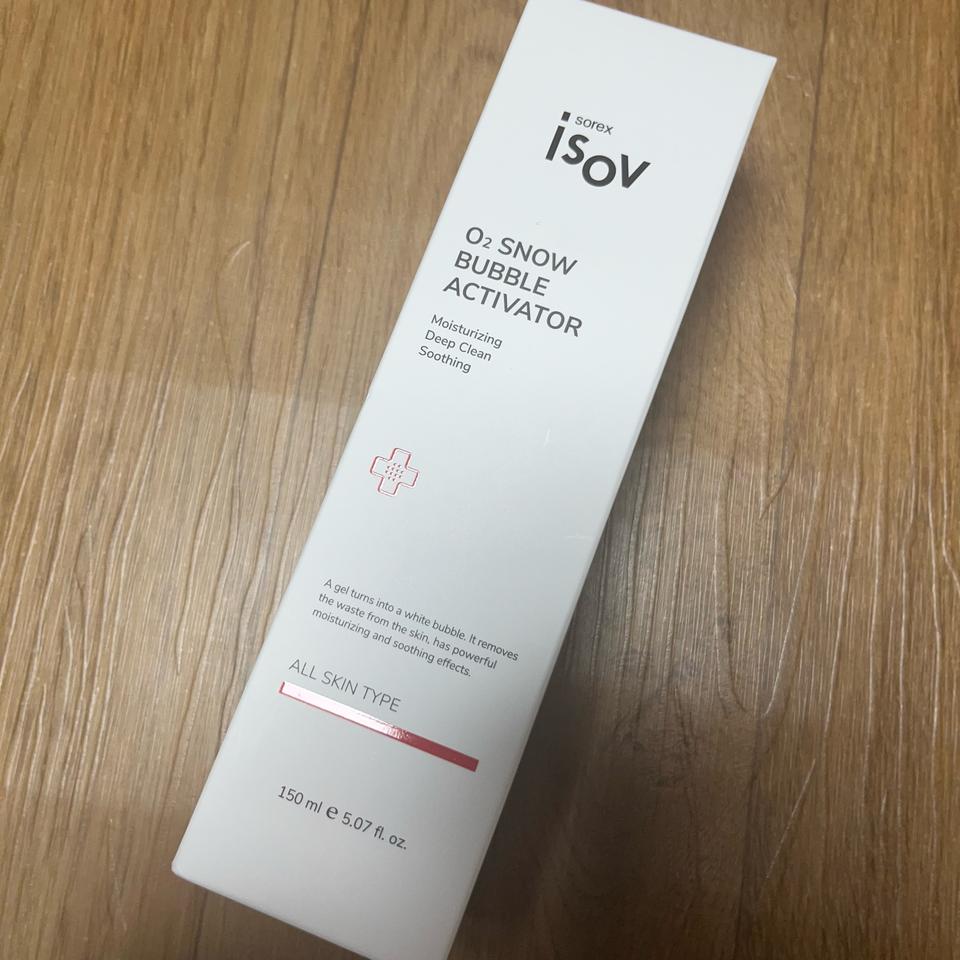 sorex
isov
O₂ SNOW
BUBBLE
ACTIVATOR
Moisturizing
Deep Clean
Soothing
A gel turns into a white bubble. It removes
the waste from the skin, has powerful
moisturizing and soothing effects.
ALL SKIN TYPE
150 ml ℮ 5.07 fl. oz.